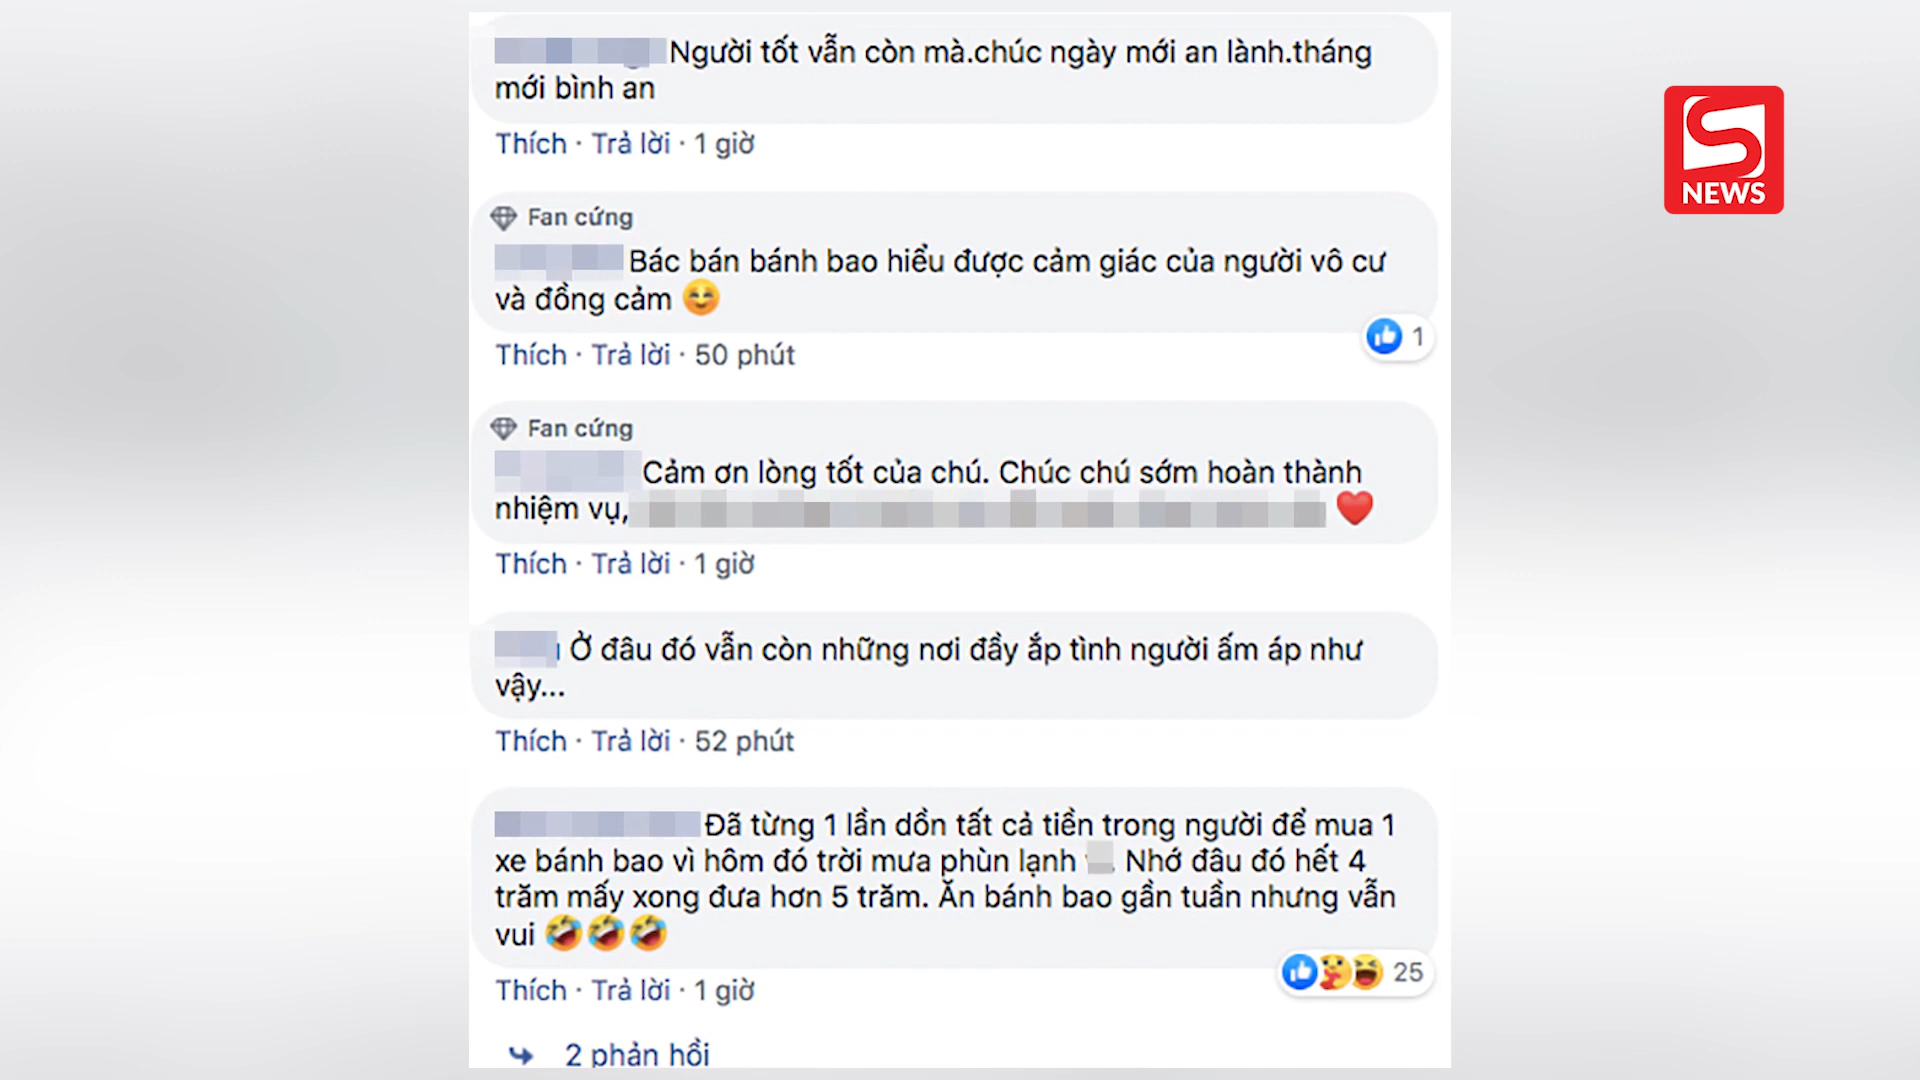 Người tốt vẫn còn mà.chúc ngày mới an lành.tháng
mới bình an
Thích · Trả lời · 1 giờ
Fan cứng
Bác bán bánh bao hiểu được cảm giác của người vô cư
và đồng cảm 😊
1
Thích · Trả lời · 50 phút
Fan cứng
Cảm ơn lòng tốt của chú. Chúc chú sớm hoàn thành
nhiệm vụ, ❤️
Thích · Trả lời · 1 giờ
Ở đâu đó vẫn còn những nơi đầy ắp tình người ấm áp như
vậy...
Thích · Trả lời · 52 phút
Đã từng 1 lần dồn tất cả tiền trong người để mua 1
xe bánh bao vì hôm đó trời mưa phùn lạnh . Nhớ đâu đó hết 4
trăm mấy xong đưa hơn 5 trăm. Ăn bánh bao gần tuần nhưng vẫn
vui 🤣🤣🤣
25
Thích · Trả lời · 1 giờ
2 phản hồi
S
NEWS